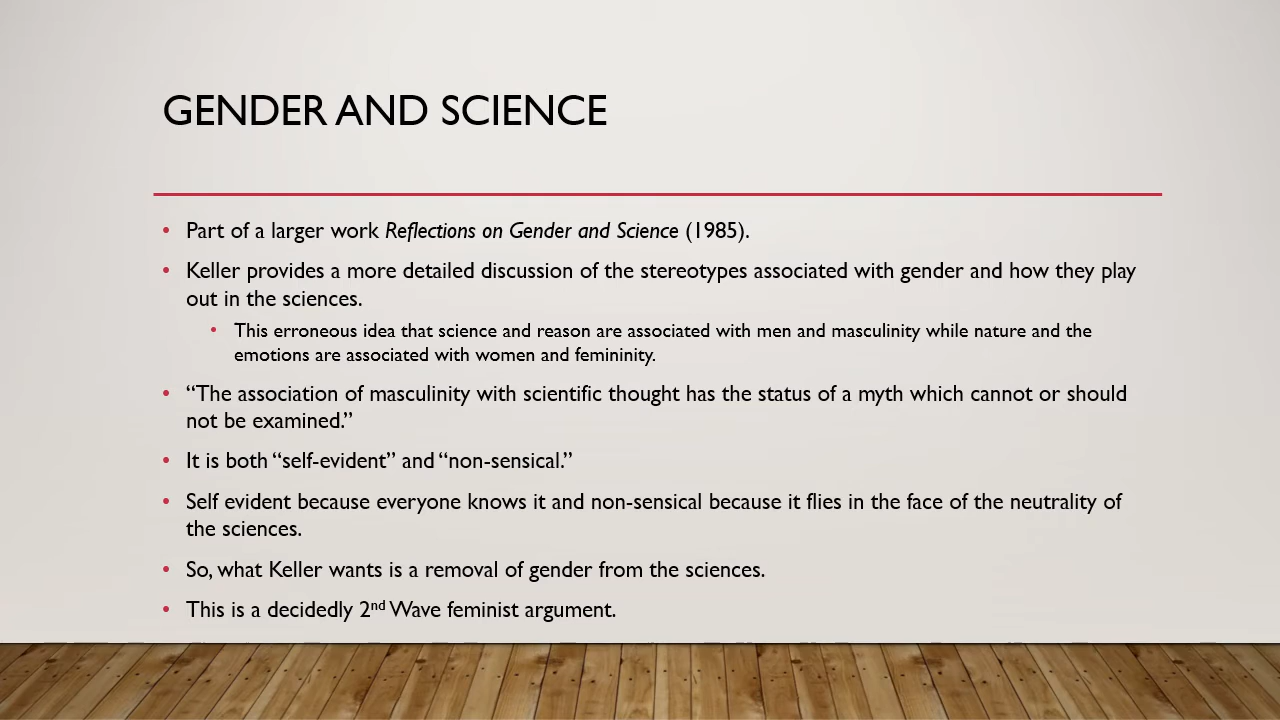 GENDER AND SCIENCE
• Part of a larger work Reflections on Gender and Science (1985).
• Keller provides a more detailed discussion of the stereotypes associated with gender and how they play
out in the sciences.
• This erroneous idea that science and reason are associated with men and masculinity while nature and the
emotions are associated with women and femininity.
• “The association of masculinity with scientific thought has the status of a myth which cannot or should
not be examined.”
• It is both “self-evident” and “non-sensical.”
• Self evident because everyone knows it and non-sensical because it flies in the face of the neutrality of
the sciences.
• So, what Keller wants is a removal of gender from the sciences.
• This is a decidedly 2nd Wave feminist argument.